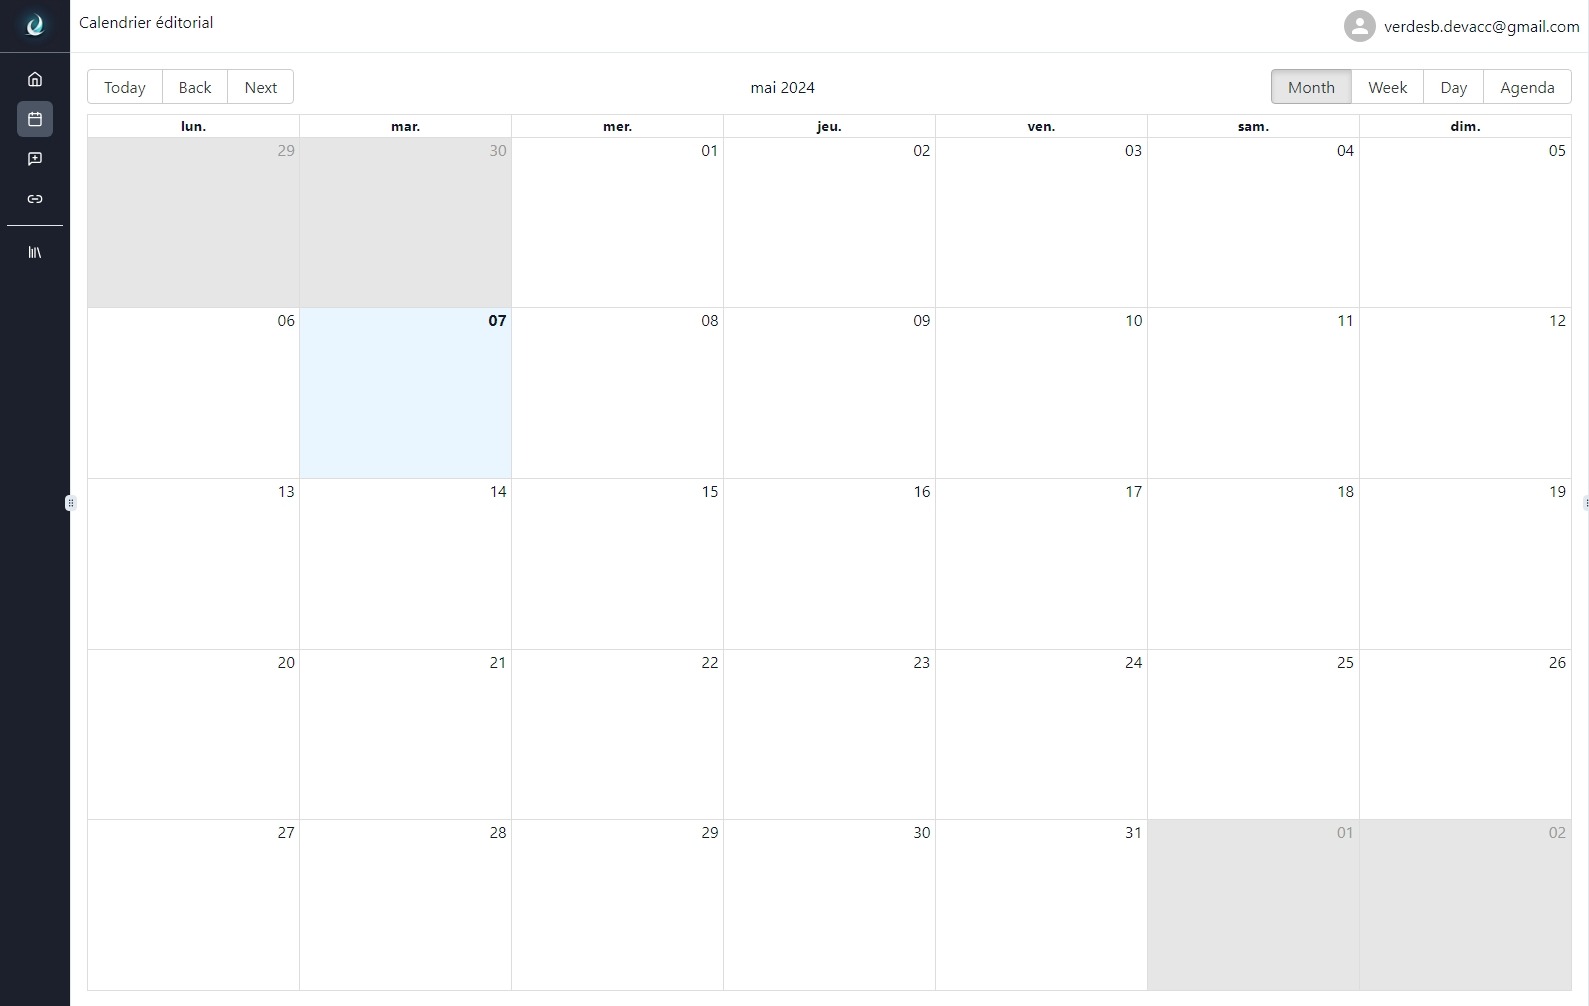 Calendrier éditorial
verdesb.devacc@gmail.com
Today Back Next
mai 2024
Month Week Day Agenda
lun. mar. mer. jeu. ven. sam. dim.
29 30 01 02 03 04 05
06 07 08 09 10 11 12
13 14 15 16 17 18 19
20 21 22 23 24 25 26
27 28 29 30 31 01 02